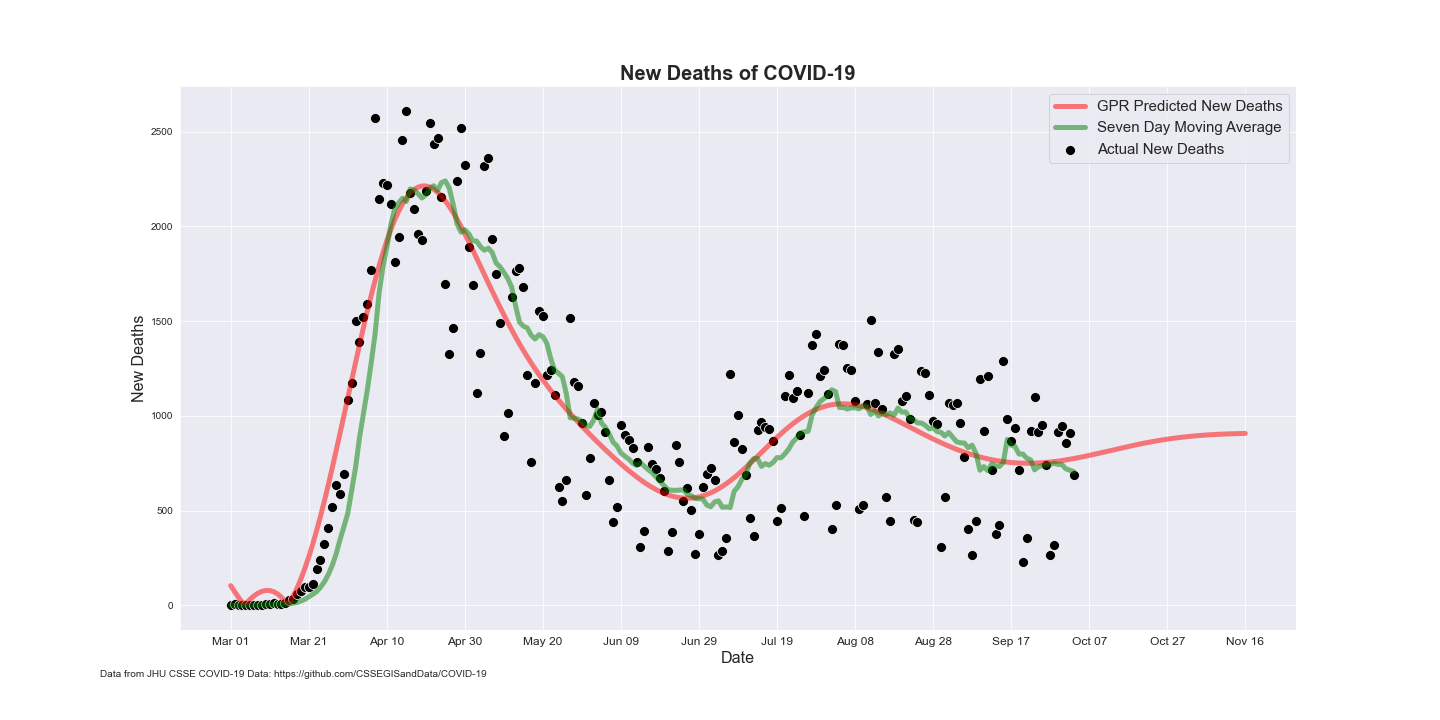 New Deaths of COVID-19
GPR Predicted New Deaths
Seven Day Moving Average
Actual New Deaths
New Deaths
2500
2000
1500
1000
500
0
Mar 01 Mar 21 Apr 10 Apr 30 May 20 Jun 09 Jun 29 Jul 19 Aug 08 Aug 28 Sep 17 Oct 07 Oct 27 Nov 16
Date
Data from JHU CSSE COVID-19 Data: https://github.com/CSSEGISandData/COVID-19